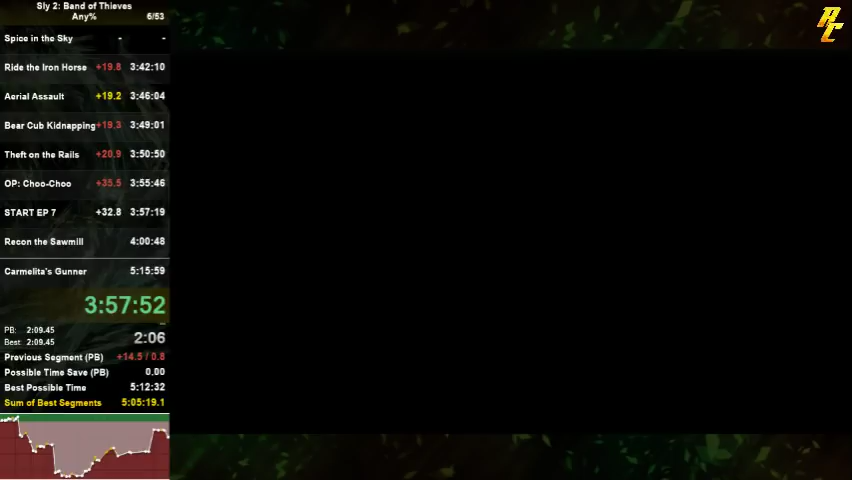 Sly 2: Band of Thieves
Any% 6/53
Spice in the Sky - -
Ride the Iron Horse +19.8 3:42:10
Aerial Assault +19.2 3:46:04
Bear Cub Kidnapping +19.3 3:49:01
Theft on the Rails +20.9 3:50:50
OP: Choo-Choo +35.5 3:55:46
START EP 7 +32.8 3:57:19
Recon the Sawmill 4:00:48
Carmelita's Gunner 5:15:59
3:57:52
PB: 2:09.45
Best: 2:09.45
2:06
Previous Segment (PB) +14.5 / 0.8
Possible Time Save (PB) 0.00
Best Possible Time 5:12:32
Sum of Best Segments 5:05:19.1